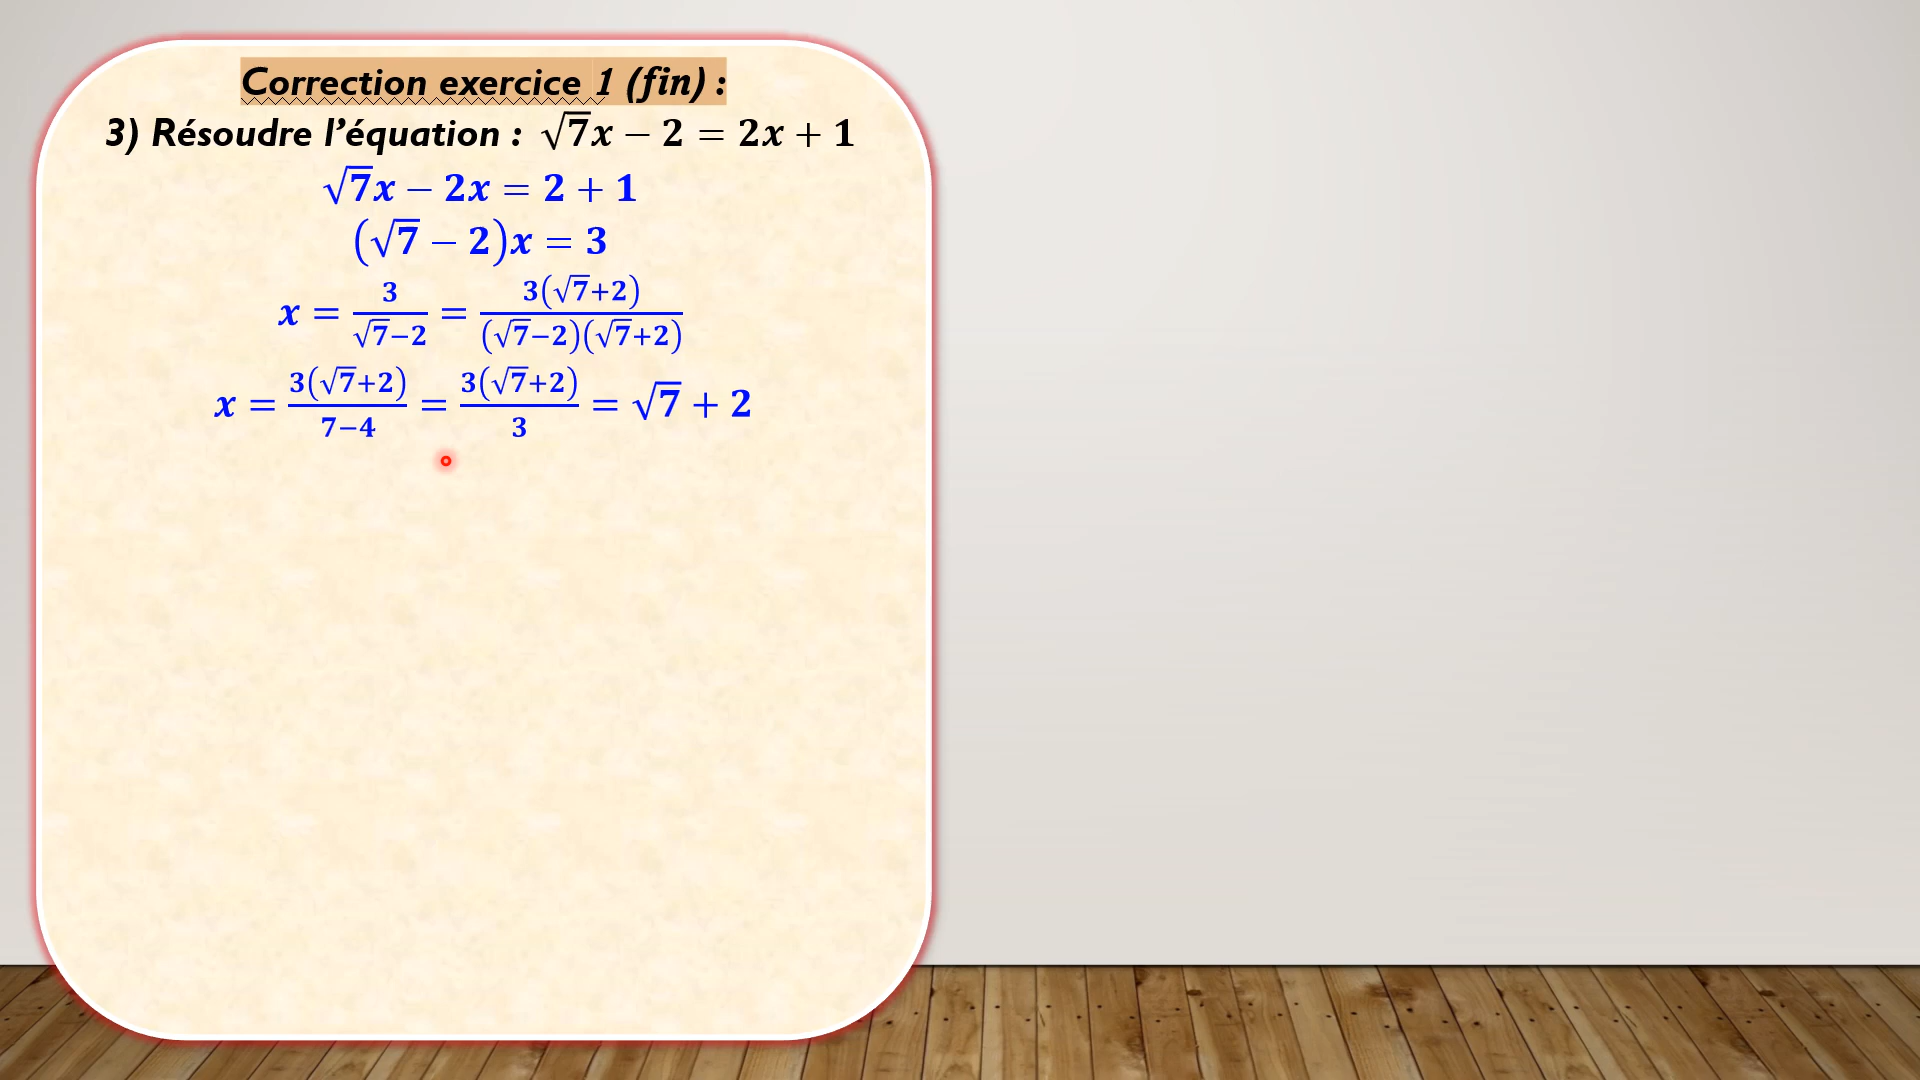 Correction exercice 1 (fin) :
3) Résoudre l’équation : √7x − 2 = 2x + 1
√7x − 2x = 2 + 1
(√7 − 2)x = 3
x = 3/(√7−2) = 3(√7+2)/((√7−2)(√7+2))
x = 3(√7+2)/(7−4) = 3(√7+2)/3 = √7 + 2